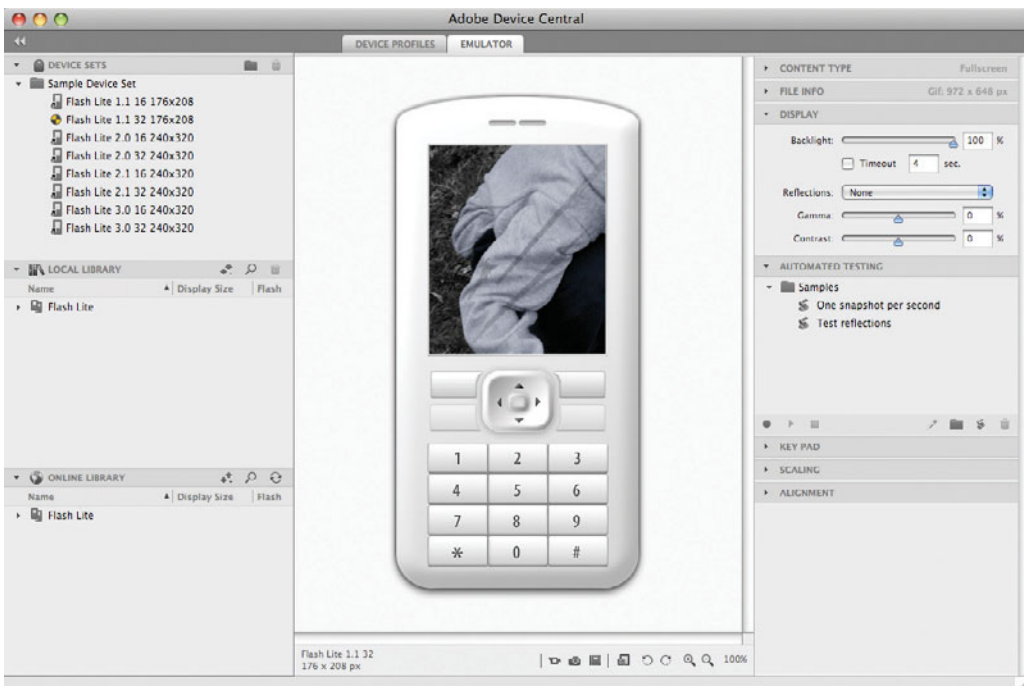 Adobe Device Central
DEVICE PROFILES
EMULATOR
DEVICE SETS
Sample Device Set
Flash Lite 1.1 16 176x208
Flash Lite 1.1 32 176x208
Flash Lite 2.0 16 240x320
Flash Lite 2.0 32 240x320
Flash Lite 2.1 16 240x320
Flash Lite 2.1 32 240x320
Flash Lite 3.0 16 240x320
Flash Lite 3.0 32 240x320
LOCAL LIBRARY
Name Display Size Flash
Flash Lite
ONLINE LIBRARY
Name Display Size Flash
Flash Lite
1 2 3
4 5 6
7 8 9
* 0 #
Flash Lite 1.1 32
176 x 208 px
100%
CONTENT TYPE Fullscreen
FILE INFO Gif: 972 x 648 px
DISPLAY
Backlight: 100 %
Timeout 4 sec.
Reflections: None
Gamma: 0 %
Contrast: 0 %
AUTOMATED TESTING
Samples
One snapshot per second
Test reflections
KEY PAD
SCALING
ALIGNMENT